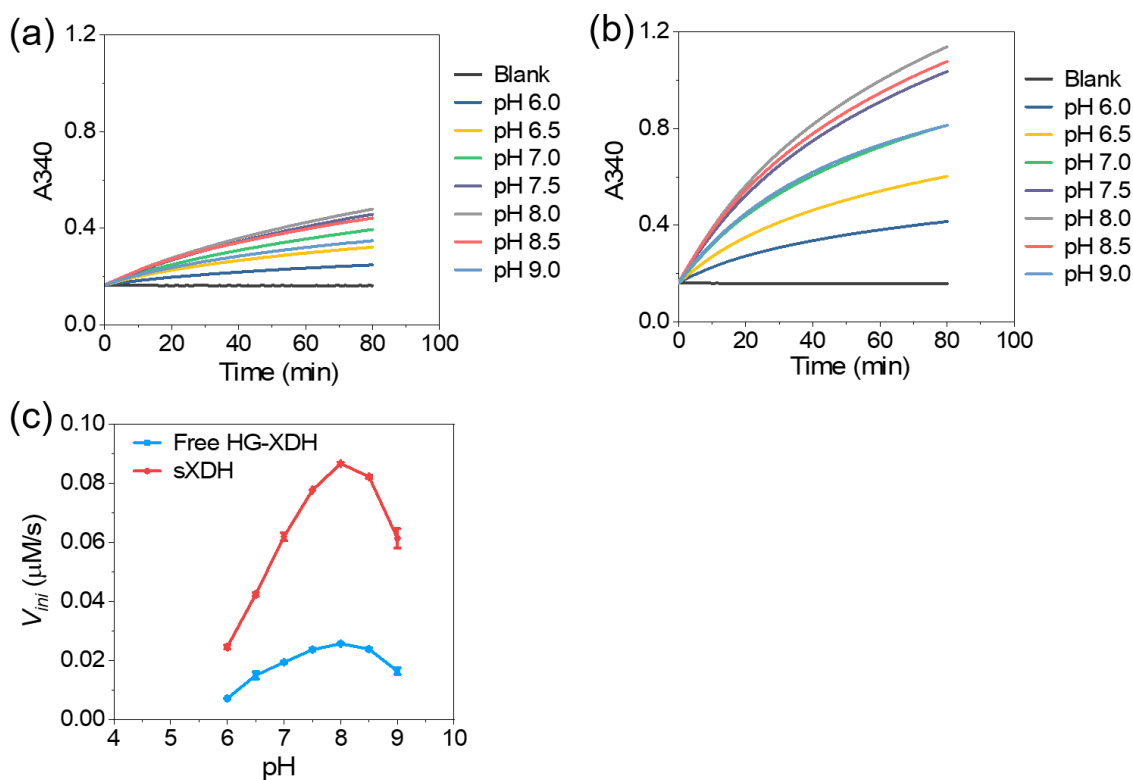 (a)
1.2
0.8
0.4
0.0
A340
0 20 40 60 80 100
Time (min)
Blank
pH 6.0
pH 6.5
pH 7.0
pH 7.5
pH 8.0
pH 8.5
pH 9.0
(b)
1.2
0.8
0.4
0.0
A340
0 20 40 60 80 100
Time (min)
Blank
pH 6.0
pH 6.5
pH 7.0
pH 7.5
pH 8.0
pH 8.5
pH 9.0
(c)
0.10
0.08
0.06
0.04
0.02
0.00
Vini (μM/s)
Free HG-XDH
sXDH
4 5 6 7 8 9 10
pH